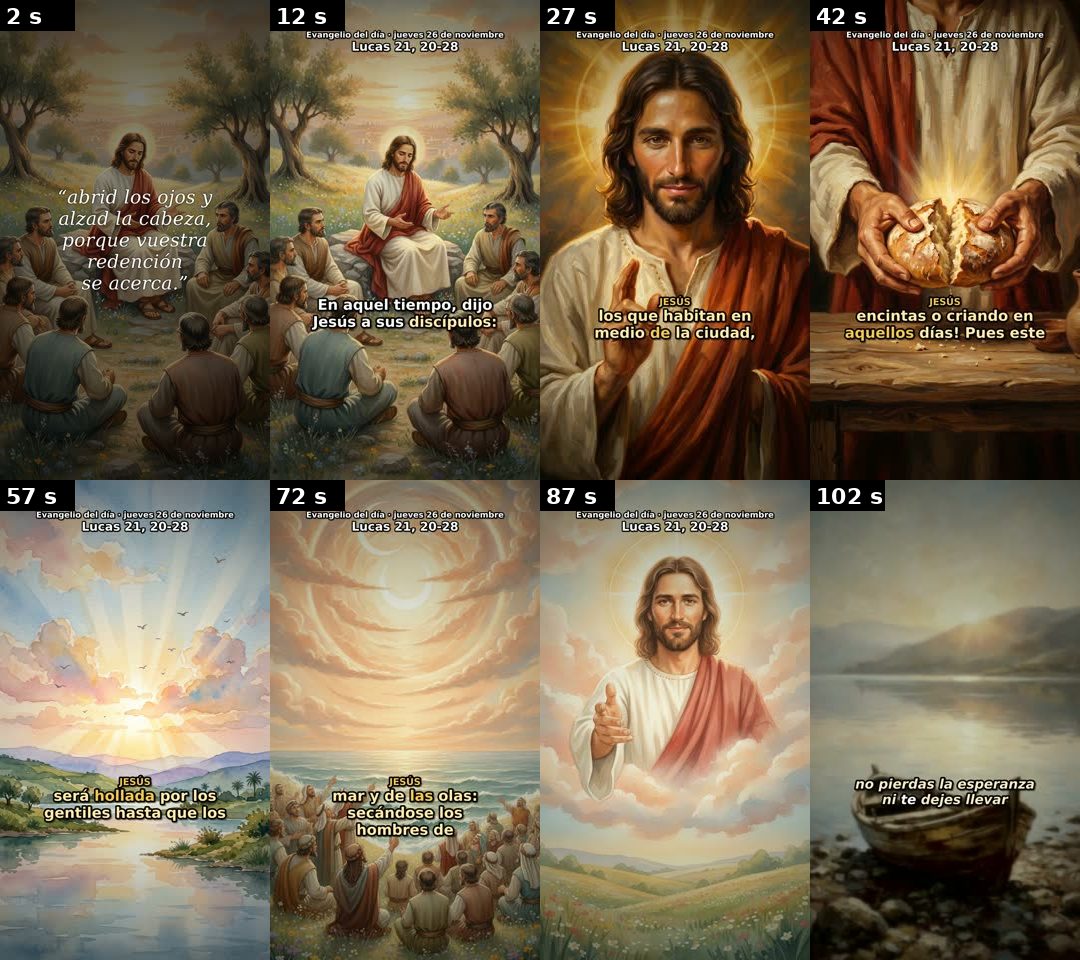 2 s
“abrid los ojos y
alzad la cabeza,
porque vuestra
redención
se acerca.”
12 s
Evangelio del día · jueves 26 de noviembre
Lucas 21, 20-28
En aquel tiempo, dijo
Jesús a sus discípulos:
27 s
Evangelio del día · jueves 26 de noviembre
Lucas 21, 20-28
JESÚS
los que habitan en
medio de la ciudad,
42 s
Evangelio del día · jueves 26 de noviembre
Lucas 21, 20-28
JESÚS
encintas o criando en
aquellos días! Pues este
57 s
Evangelio del día · jueves 26 de noviembre
Lucas 21, 20-28
JESÚS
será hollada por los
gentiles hasta que los
72 s
Evangelio del día · jueves 26 de noviembre
Lucas 21, 20-28
JESÚS
mar y de las olas:
secándose los
hombres de
87 s
Evangelio del día · jueves 26 de noviembre
Lucas 21, 20-28
102 s
no pierdas la esperanza
ni te dejes llevar